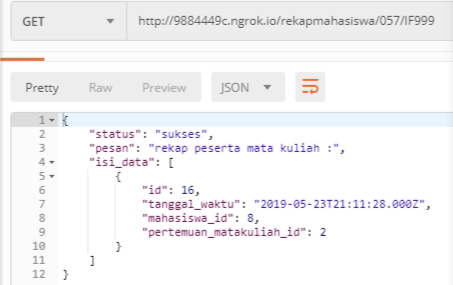 GET http://9884449c.ngrok.io/rekapmahasiswa/057/IF999
Pretty Raw Preview JSON
1 {
2 "status": "sukses",
3 "pesan": "rekap peserta mata kuliah :",
4 "isi_data": [
5 {
6 "id": 16,
7 "tanggal_waktu": "2019-05-23T21:11:28.000Z",
8 "mahasiswa_id": 8,
9 "pertemuan_matakuliah_id": 2
10 }
11 ]
12 }